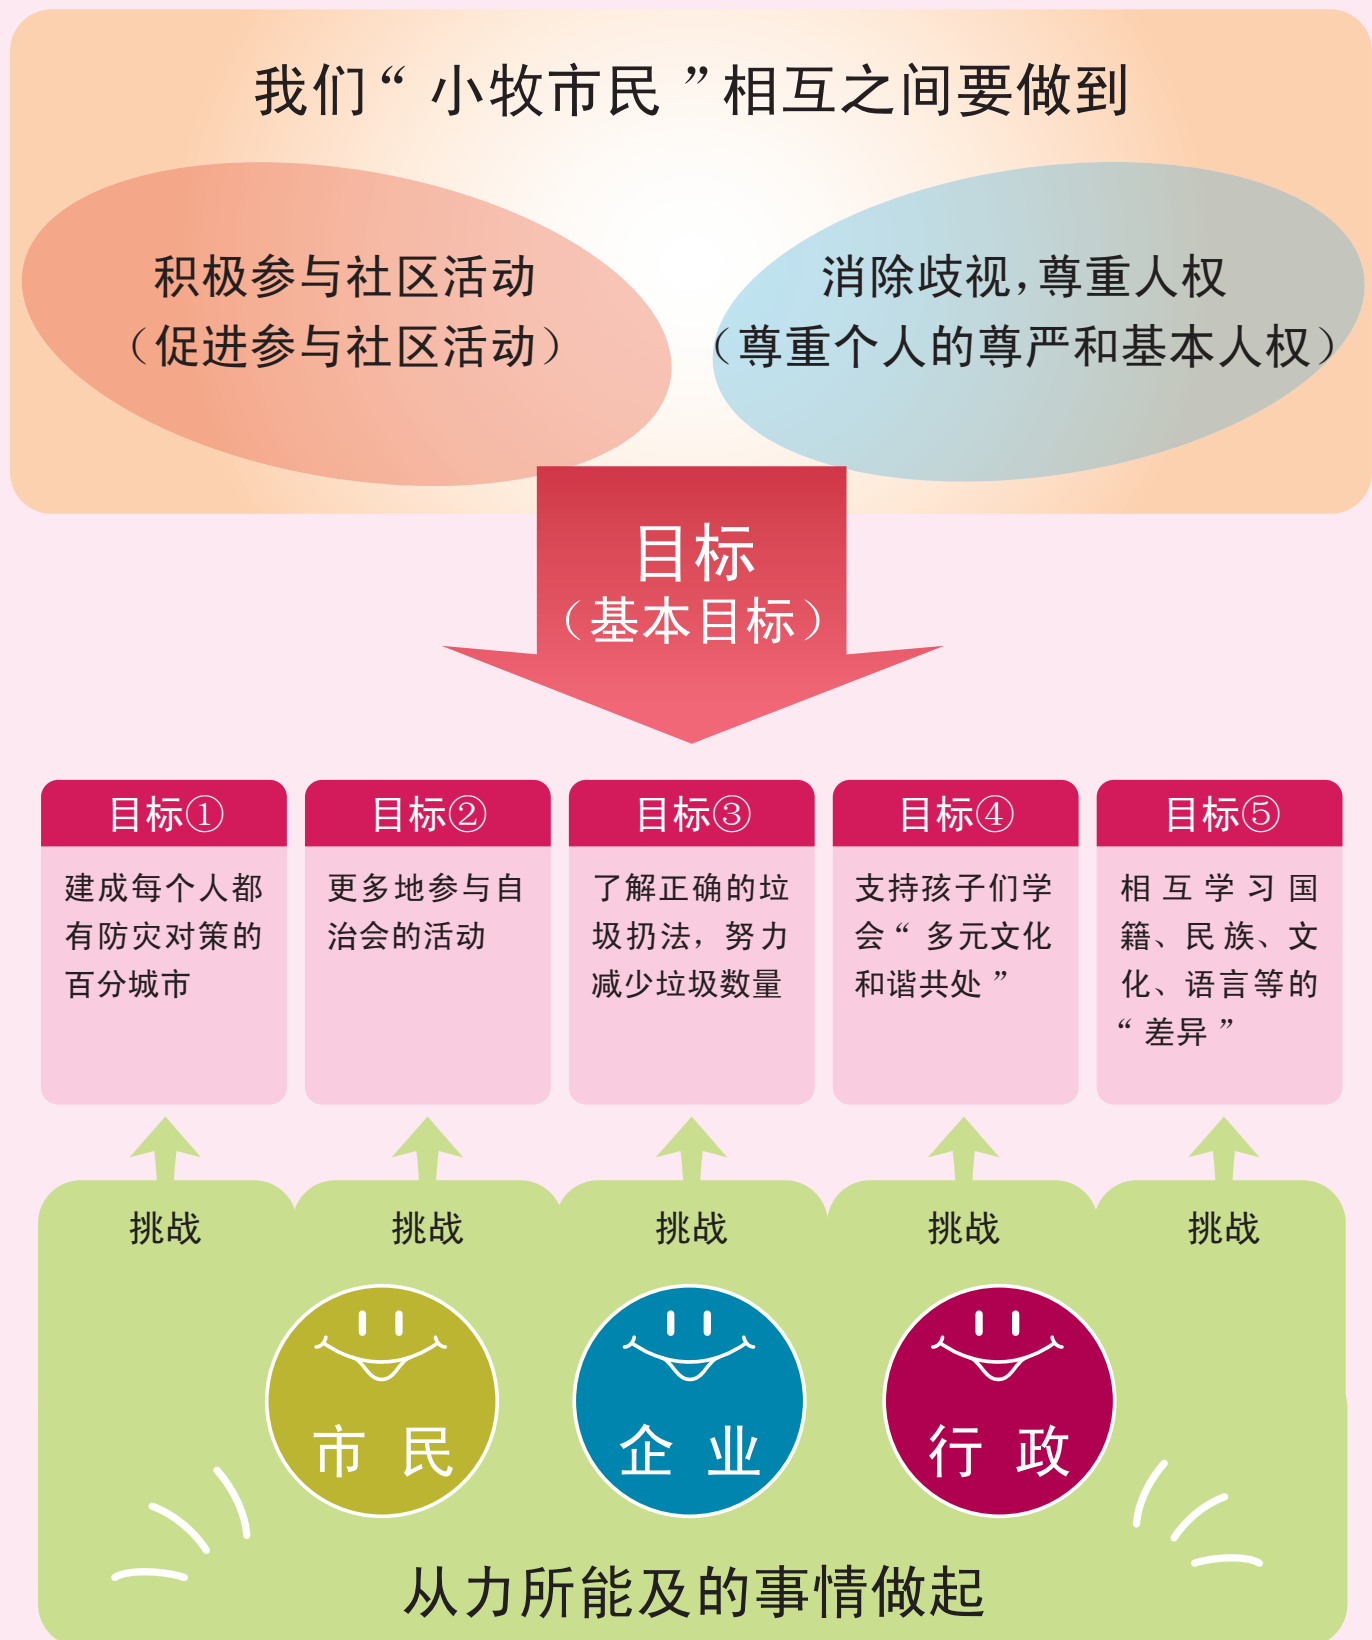 我们“小牧市民”相互之间要做到
积极参与社区活动
（促进参与社区活动）
消除歧视，尊重人权
（尊重个人的尊严和基本人权）
目标
（基本目标）
目标①
建成每个人都
有防灾对策的
百分城市
目标②
更多地参与自
治会的活动
目标③
了解正确的垃
圾扔法，努力
减少垃圾数量
目标④
支持孩子们学
会“多元文化
和谐共处”
目标⑤
相互学习国
籍、民族、文
化、语言等的
“差异”
挑战
挑战
挑战
挑战
挑战
市民
企业
行政
从力所能及的事情做起